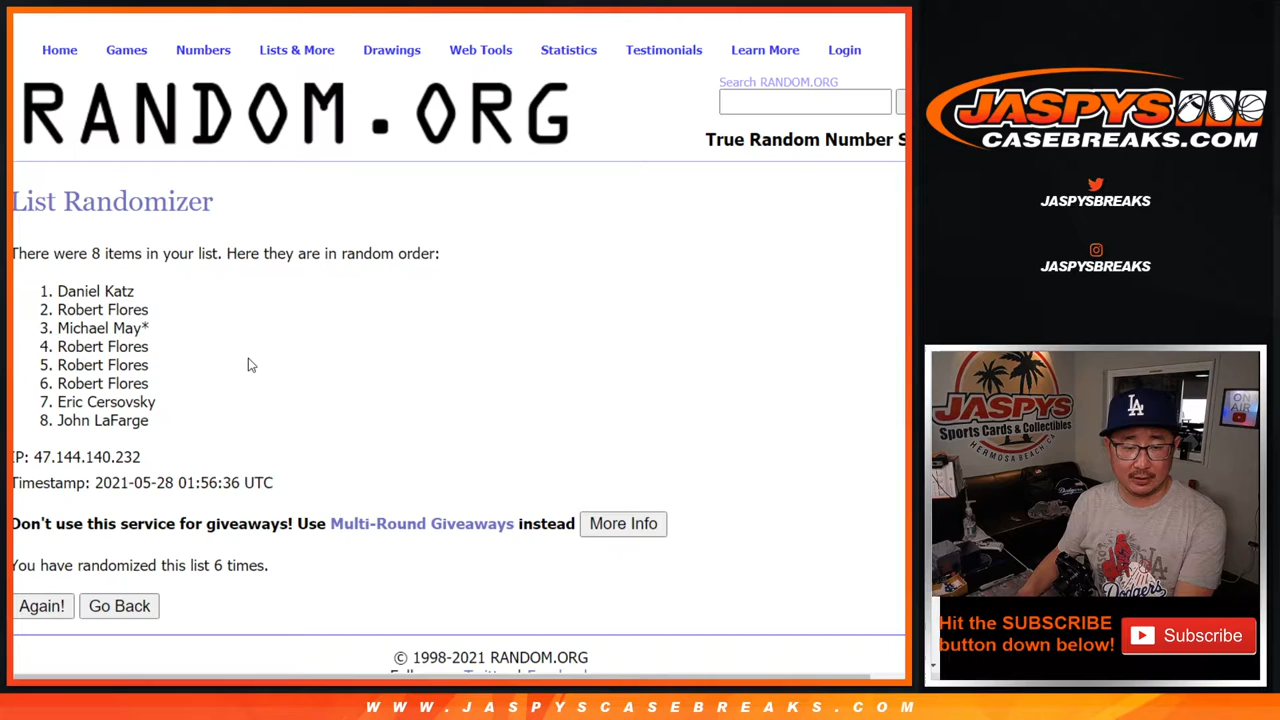 Home Games Numbers Lists & More Drawings Web Tools Statistics Testimonials Learn More Login
RANDOM.ORG
Search RANDOM.ORG
True Random Number S
List Randomizer
There were 8 items in your list. Here they are in random order:
1. Daniel Katz
2. Robert Flores
3. Michael May*
4. Robert Flores
5. Robert Flores
6. Robert Flores
7. Eric Cersovsky
8. John LaFarge
IP: 47.144.140.232
Timestamp: 2021-05-28 01:56:36 UTC
Don't use this service for giveaways! Use Multi-Round Giveaways instead More Info
You have randomized this list 6 times.
Again! Go Back
© 1998-2021 RANDOM.ORG
JASPYS
CASEBREAKS.COM
JASPYSBREAKS
JASPYSBREAKS
JASPYS
Sports Cards & Collectibles
HERMOSA BEACH, CA
ON
AIR
LA
Dodgers
Dodgers
Hit the SUBSCRIBE
button down below!
Subscribe
WWW.JASPYSCASEBREAKS.COM